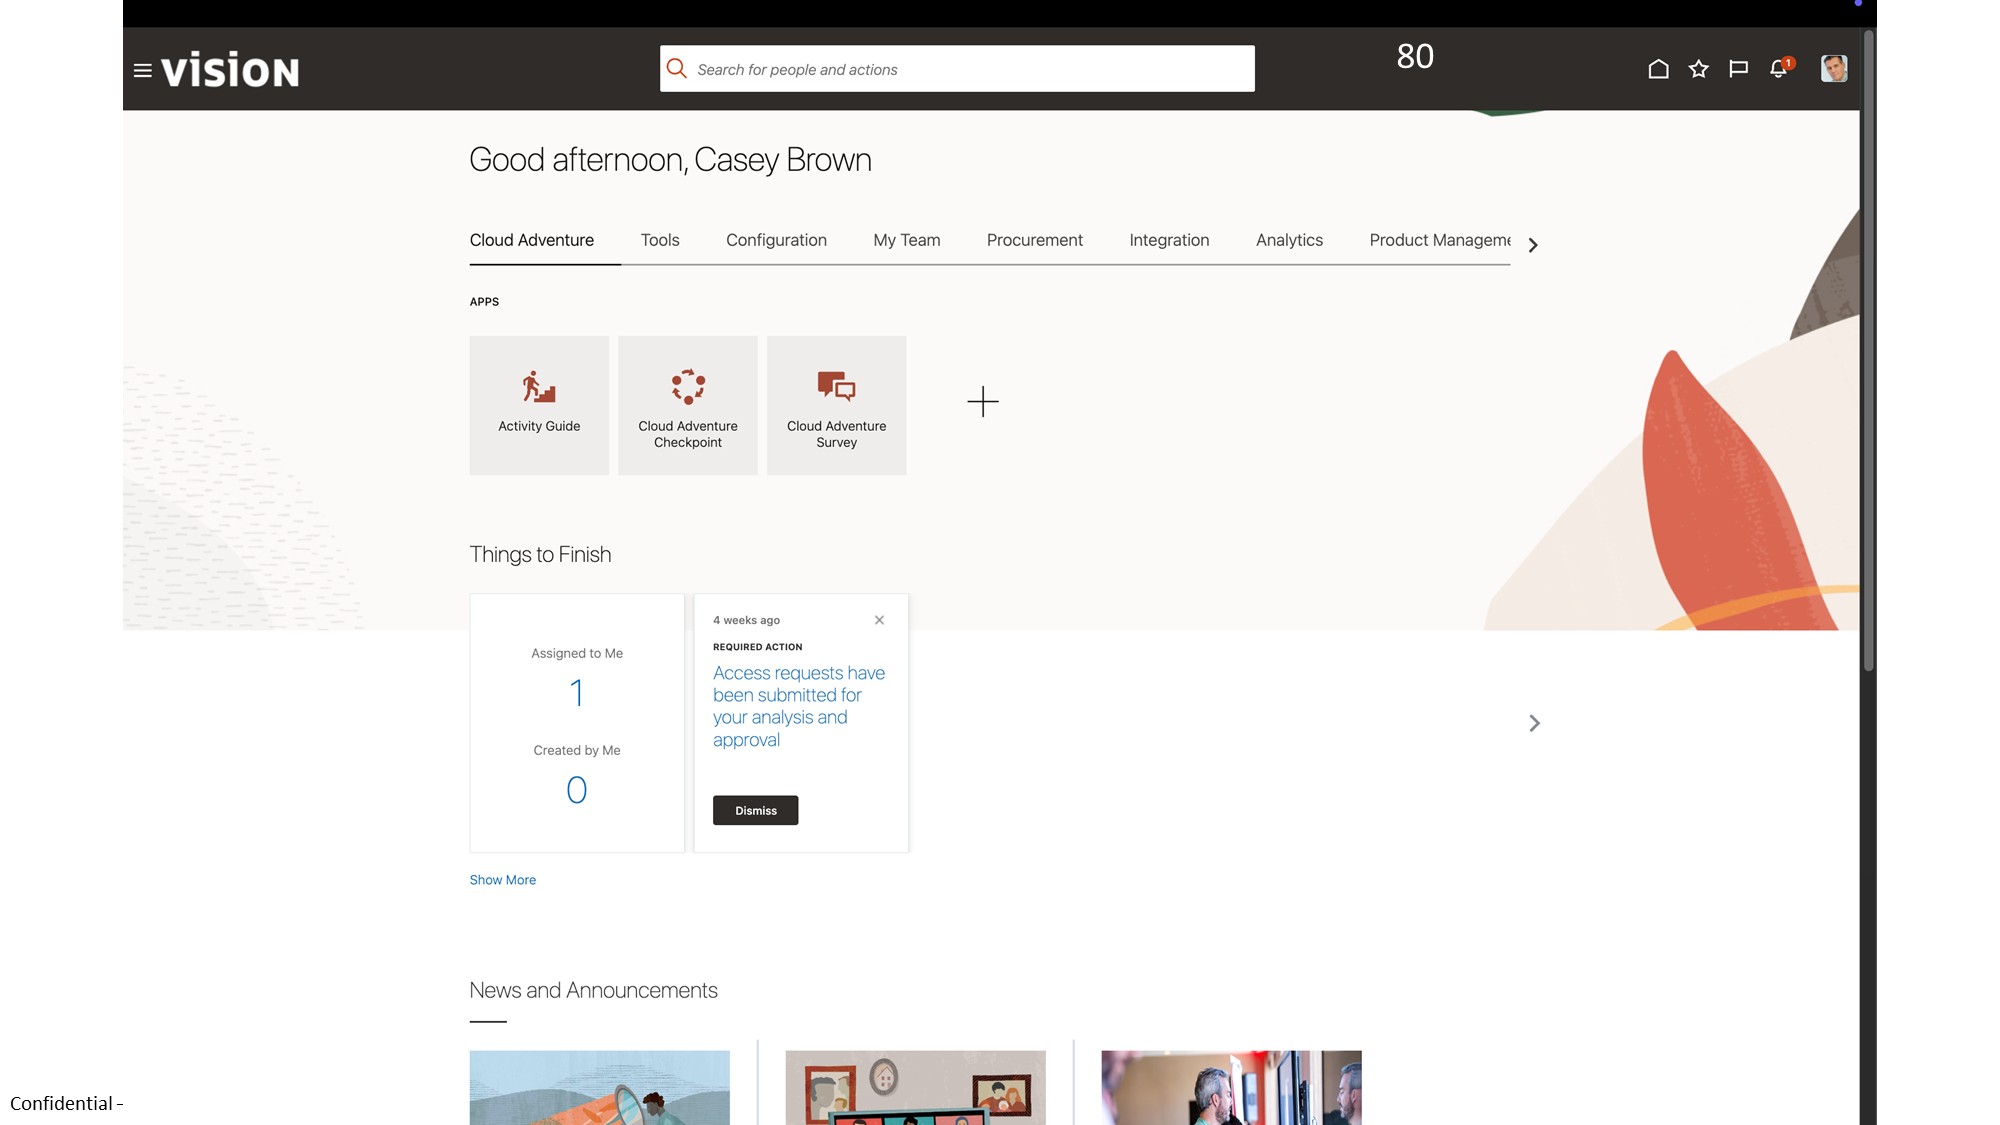 vision
Search for people and actions
80
1
Good afternoon, Casey Brown
Cloud Adventure
Tools
Configuration
My Team
Procurement
Integration
Analytics
Product Manageme
APPS
Activity Guide
Cloud Adventure
Checkpoint
Cloud Adventure
Survey
Things to Finish
Assigned to Me
1
Created by Me
0
4 weeks ago
REQUIRED ACTION
Access requests have
been submitted for
your analysis and
approval
Dismiss
Show More
News and Announcements
Confidential –